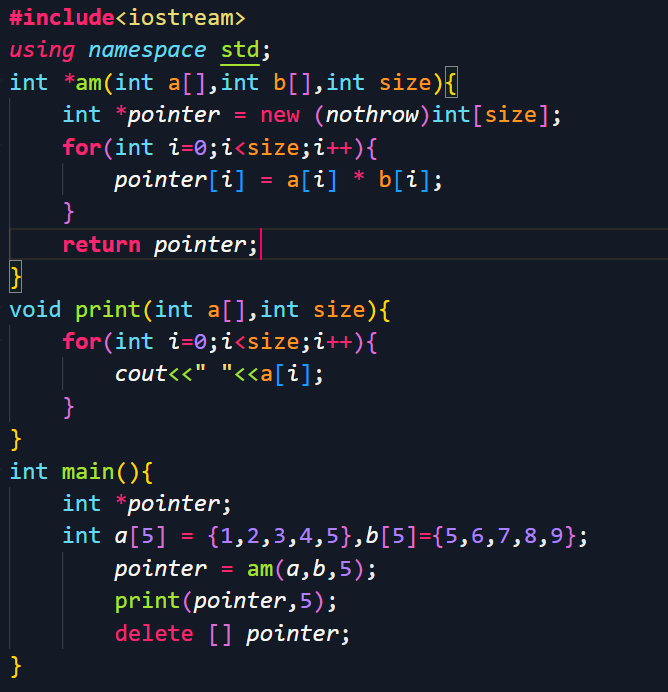 #include<iostream>
using namespace std;
int *am(int a[],int b[],int size){
    int *pointer = new (nothrow)int[size];
    for(int i=0;i<size;i++){
        pointer[i] = a[i] * b[i];
    }
    return pointer;
}
void print(int a[],int size){
    for(int i=0;i<size;i++){
        cout<<" "<<a[i];
    }
}
int main(){
    int *pointer;
    int a[5] = {1,2,3,4,5},b[5]={5,6,7,8,9};
        pointer = am(a,b,5);
        print(pointer,5);
        delete [] pointer;
}